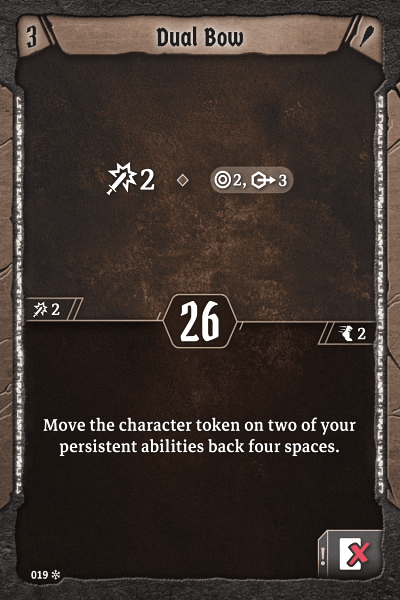 3 Dual Bow
2 2, 3
2 26 2
Move the character token on two of your
persistent abilities back four spaces.
!
019